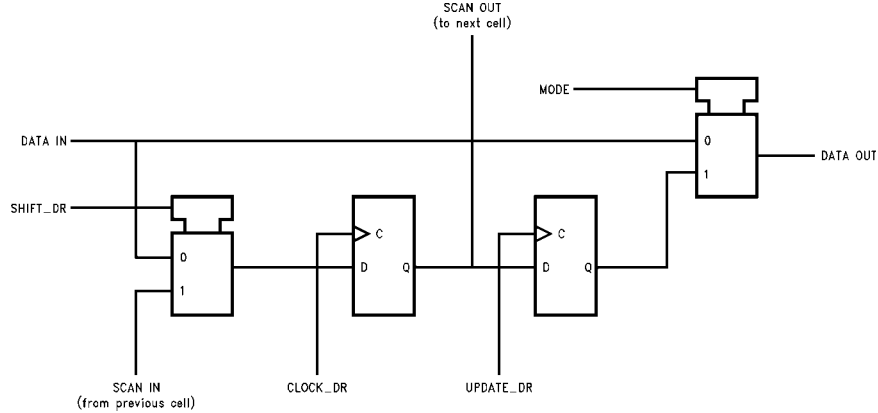 SCAN OUT
(to next cell)
MODE
DATA IN
0
DATA OUT
1
SHIFT_DR
C
C
0
D
Q
D
Q
1
SCAN IN
(from previous cell)
CLOCK_DR
UPDATE_DR